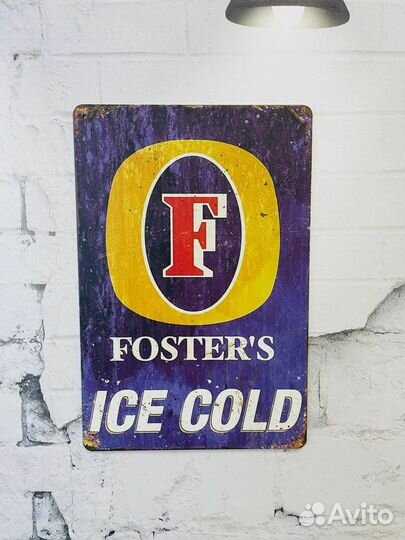 F
FOSTER'S
ICE COLD
Avito